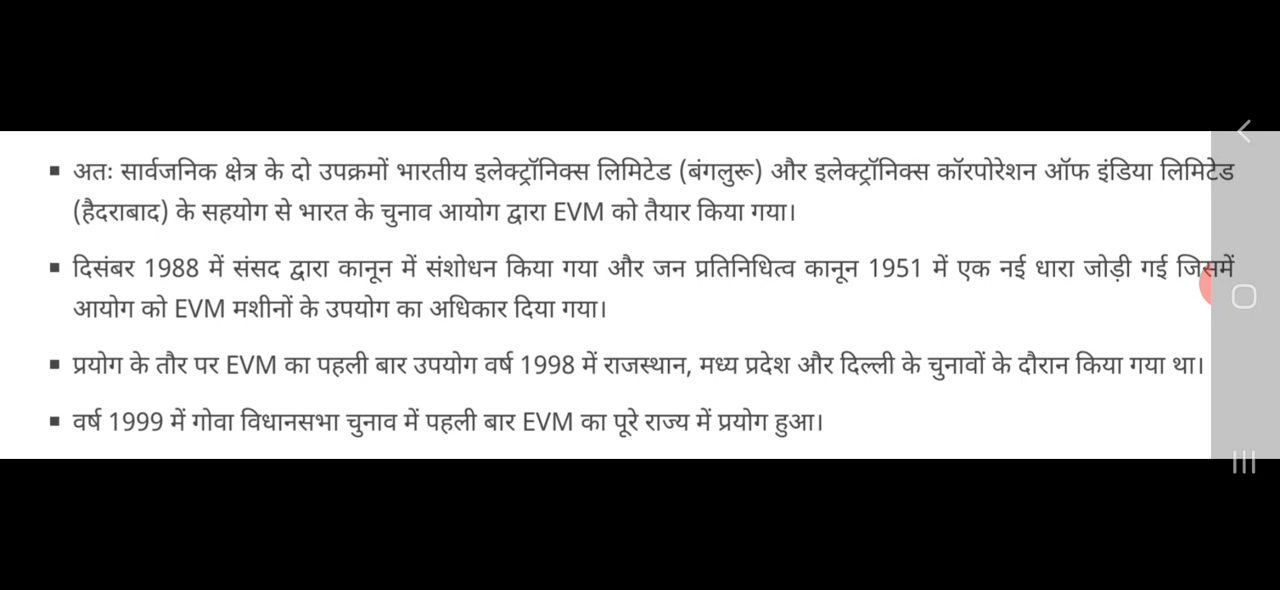 ▪ अतः सार्वजनिक क्षेत्र के दो उपक्रमों भारतीय इलेक्ट्रॉनिक्स लिमिटेड (बंगलुरू) और इलेक्ट्रॉनिक्स कॉरपोरेशन ऑफ इंडिया लिमिटेड
(हैदराबाद) के सहयोग से भारत के चुनाव आयोग द्वारा EVM को तैयार किया गया।
▪ दिसंबर 1988 में संसद द्वारा कानून में संशोधन किया गया और जन प्रतिनिधित्व कानून 1951 में एक नई धारा जोड़ी गई जिसमें
आयोग को EVM मशीनों के उपयोग का अधिकार दिया गया।
▪ प्रयोग के तौर पर EVM का पहली बार उपयोग वर्ष 1998 में राजस्थान, मध्य प्रदेश और दिल्ली के चुनावों के दौरान किया गया था।
▪ वर्ष 1999 में गोवा विधानसभा चुनाव में पहली बार EVM का पूरे राज्य में प्रयोग हुआ।